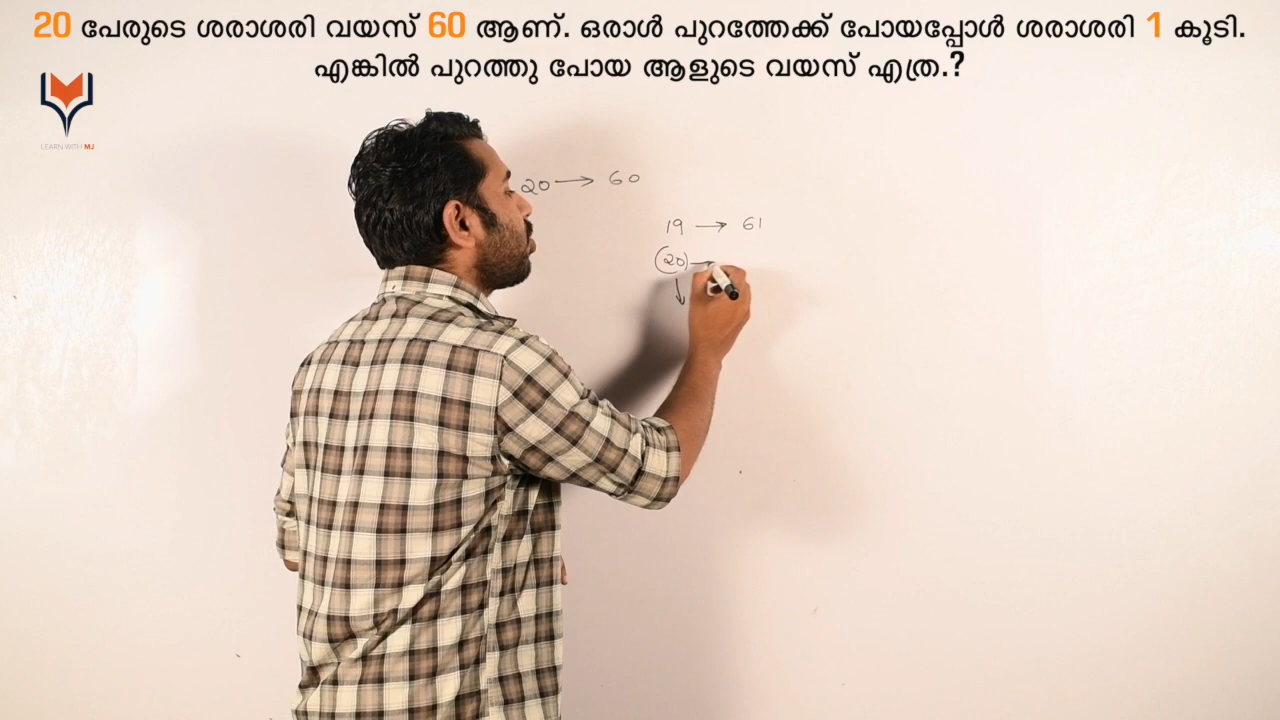 20 പേരുടെ ശരാശരി വയസ് 60 ആണ്. ഒരാൾ പുറത്തേക്ക് പോയപ്പോൾ ശരാശരി 1 കൂടി.
എങ്കിൽ പുറത്തു പോയ ആളുടെ വയസ് എത്ര.?
LEARN WITH MJ
20 → 60
19 → 61
20 →